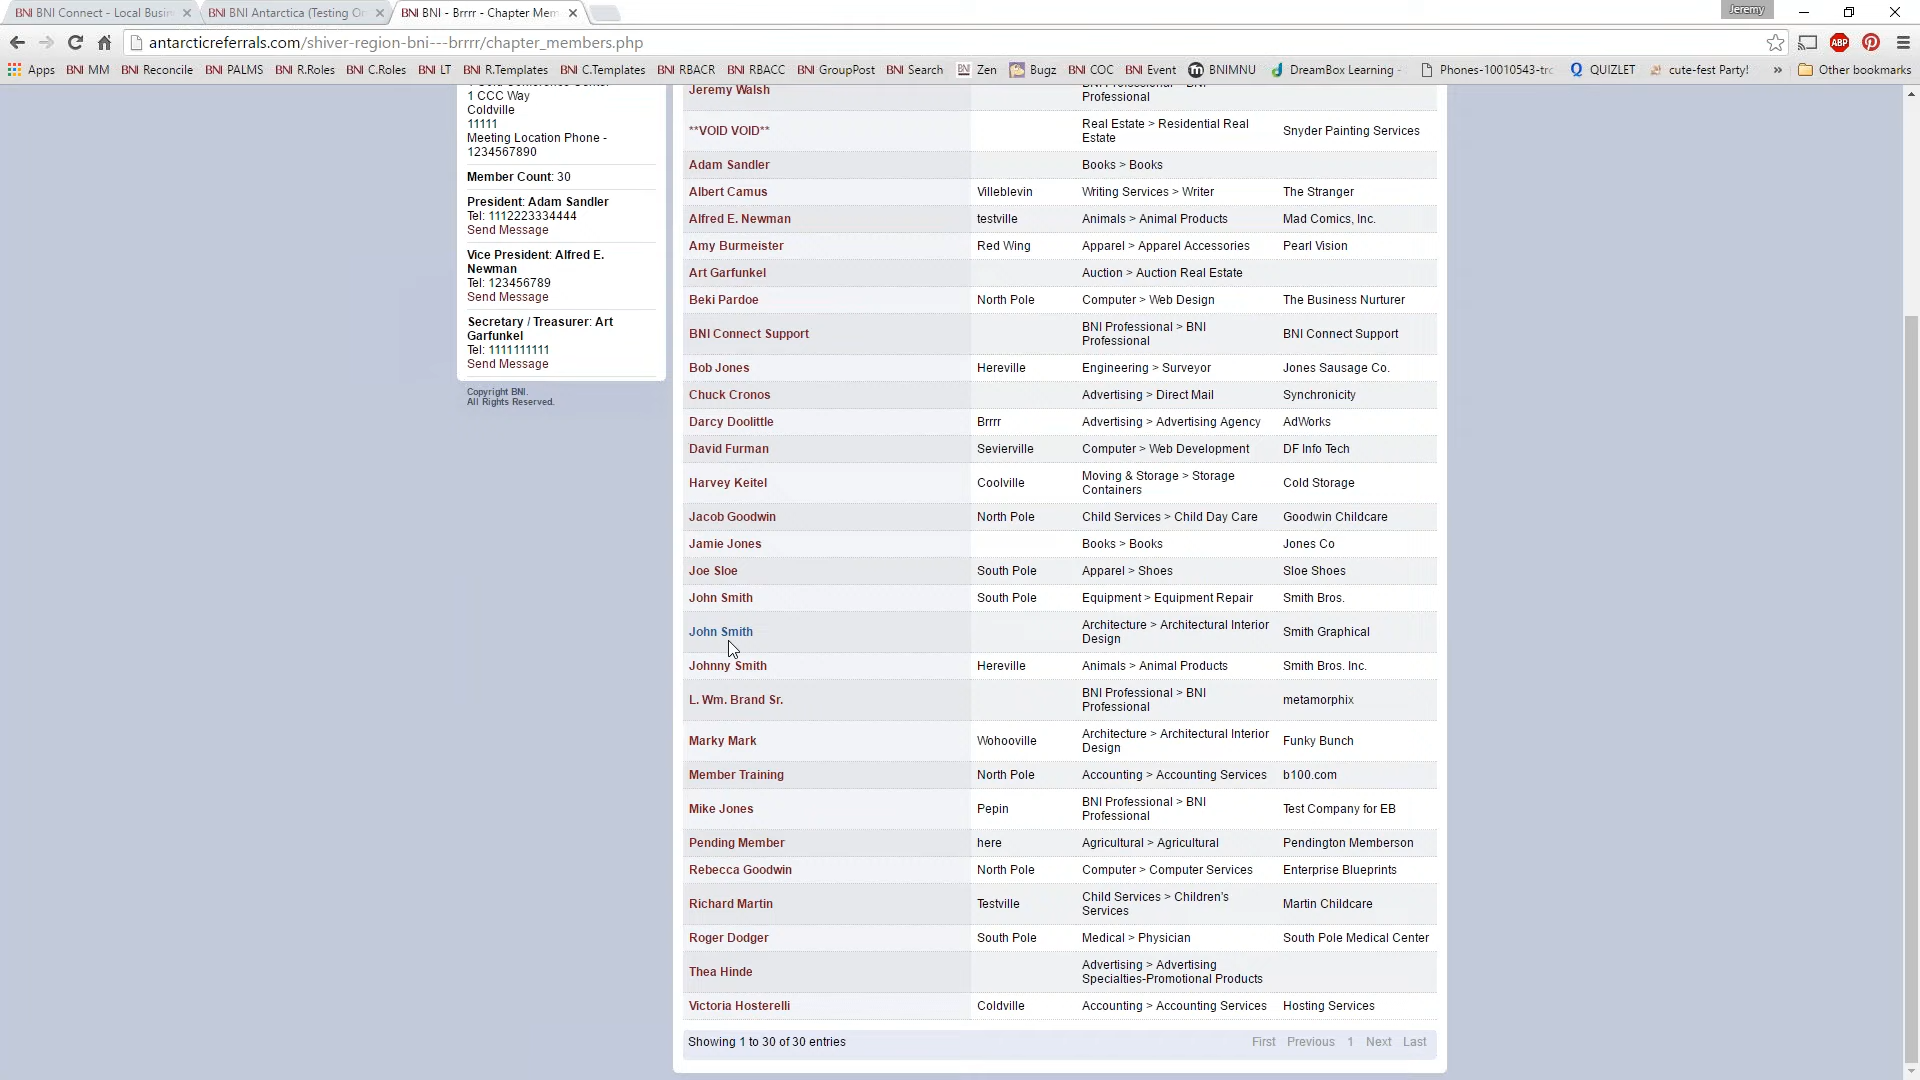 BNI BNI Connect - Local Busin
BNI BNI Antarctica (Testing O
BNI BNI - Brrrr - Chapter Mem
Jeremy
antarcticreferrals.com/shiver-region-bni---brrrr/chapter_members.php
ABP
Apps BNI MM BNI Reconcile BNI PALMS BNI R.Roles BNI C.Roles BNI LT BNI R.Templates BNI C.Templates BNI RBACR BNI RBACC BNI GroupPost BNI Search Zen Bugz BNI COC BNI Event BNIMNU DreamBox Learning - Phones-10010543-trc QUIZLET cute-fest Party! » Other bookmarks
1 CCC Way
Coldville
11111
Meeting Location Phone -
1234567890
Member Count: 30
President: Adam Sandler
Tel: 1112223334444
Send Message
Vice President: Alfred E.
Newman
Tel: 123456789
Send Message
Secretary / Treasurer: Art
Garfunkel
Tel: 1111111111
Send Message
Copyright BNI.
All Rights Reserved.
Jeremy Walsh BNI Professional > BNI
Professional
**VOID VOID** Real Estate > Residential Real
Estate Snyder Painting Services
Adam Sandler Books > Books
Albert Camus Villeblevin Writing Services > Writer The Stranger
Alfred E. Newman testville Animals > Animal Products Mad Comics, Inc.
Amy Burmeister Red Wing Apparel > Apparel Accessories Pearl Vision
Art Garfunkel Auction > Auction Real Estate
Beki Pardoe North Pole Computer > Web Design The Business Nurturer
BNI Connect Support BNI Professional > BNI
Professional BNI Connect Support
Bob Jones Hereville Engineering > Surveyor Jones Sausage Co.
Chuck Cronos Advertising > Direct Mail Synchronicity
Darcy Doolittle Brrrr Advertising > Advertising Agency AdWorks
David Furman Sevierville Computer > Web Development DF Info Tech
Harvey Keitel Coolville Moving & Storage > Storage
Containers Cold Storage
Jacob Goodwin North Pole Child Services > Child Day Care Goodwin Childcare
Jamie Jones Books > Books Jones Co
Joe Sloe South Pole Apparel > Shoes Sloe Shoes
John Smith South Pole Equipment > Equipment Repair Smith Bros.
John Smith Architecture > Architectural Interior
Design Smith Graphical
Johnny Smith Hereville Animals > Animal Products Smith Bros. Inc.
L. Wm. Brand Sr. BNI Professional > BNI
Professional metamorphix
Marky Mark Wohooville Architecture > Architectural Interior
Design Funky Bunch
Member Training North Pole Accounting > Accounting Services b100.com
Mike Jones Pepin BNI Professional > BNI
Professional Test Company for EB
Pending Member here Agricultural > Agricultural Pendington Memberson
Rebecca Goodwin North Pole Computer > Computer Services Enterprise Blueprints
Richard Martin Testville Child Services > Children's
Services Martin Childcare
Roger Dodger South Pole Medical > Physician South Pole Medical Center
Thea Hinde Advertising > Advertising
Specialties-Promotional Products
Victoria Hosterelli Coldville Accounting > Accounting Services Hosting Services
Showing 1 to 30 of 30 entries First Previous 1 Next Last